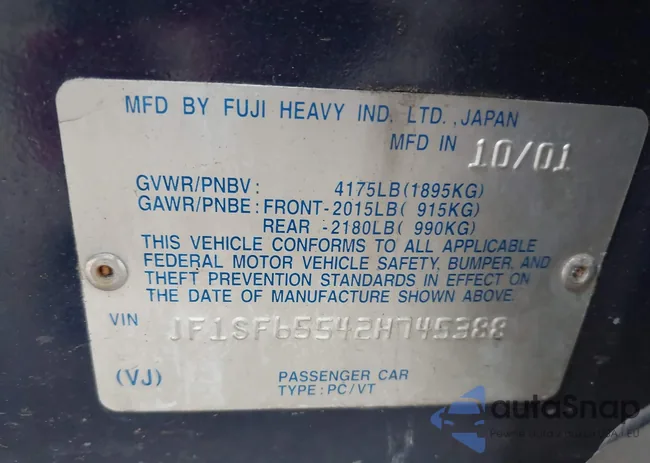 MFD BY FUJI HEAVY IND. LTD., JAPAN
MFD IN 10/01
GVWR/PNBV : 4175LB(1895KG)
GAWR/PNBE : FRONT-2015LB( 915KG)
REAR -2180LB( 990KG)
THIS VEHICLE CONFORMS TO ALL APPLICABLE
FEDERAL MOTOR VEHICLE SAFETY, BUMPER, AND
THEFT PREVENTION STANDARDS IN EFFECT ON
THE DATE OF MANUFACTURE SHOWN ABOVE.
VIN JF1SF65542H745388
(VJ) PASSENGER CAR
TYPE : PC/VT
autoSnap